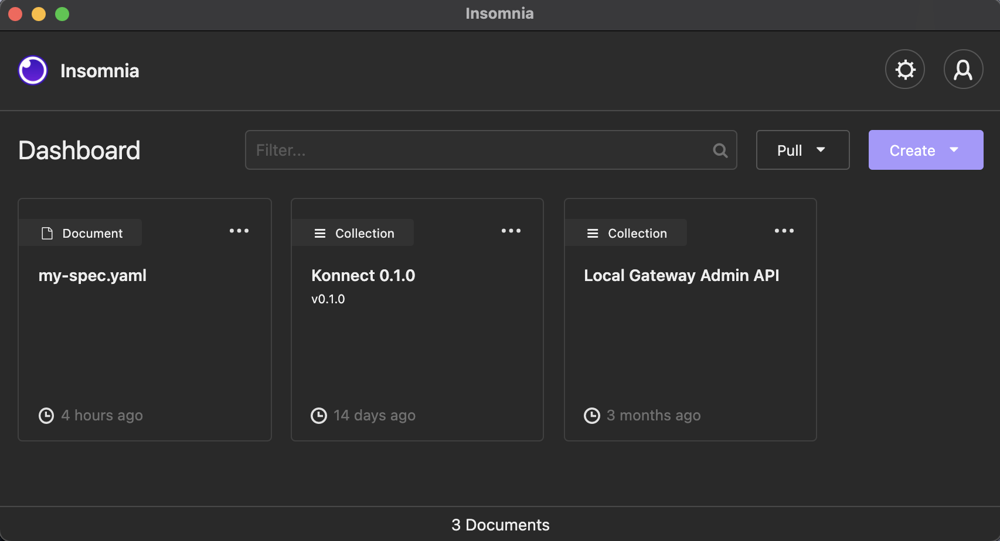 Insomnia
Insomnia
Dashboard
Filter...
Pull
Create
Document
my-spec.yaml
4 hours ago
Collection
Konnect 0.1.0
v0.1.0
14 days ago
Collection
Local Gateway Admin API
3 months ago
3 Documents